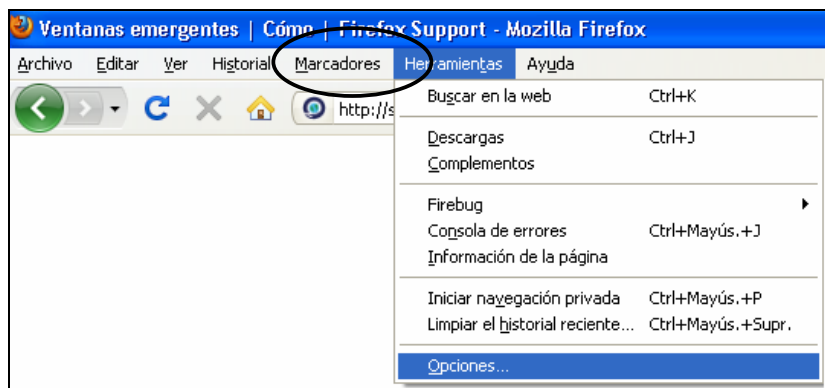 Ventanas emergentes | Cómo | Firefox Support - Mozilla Firefox
Archivo Editar Ver Historial Marcadores Herramientas Ayuda
http://s
Buscar en la web Ctrl+K
Descargas Ctrl+J
Complementos
Firebug
Consola de errores Ctrl+Mayús.+J
Información de la página
Iniciar navegación privada Ctrl+Mayús.+P
Limpiar el historial reciente... Ctrl+Mayús.+Supr.
Opciones...